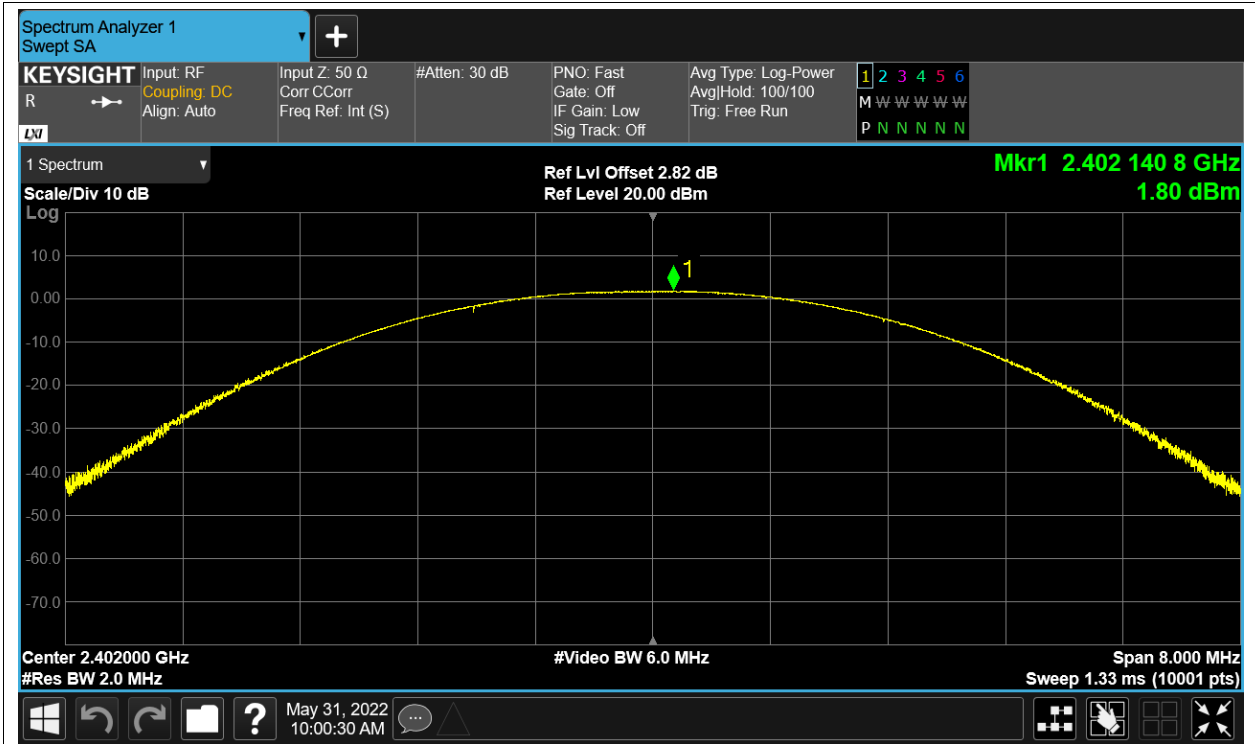 Spectrum Analyzer 1
Swept SA
KEYSIGHT
R
LXI
Input: RF
Coupling: DC
Align: Auto
Input Z: 50 Ω
Corr CCorr
Freq Ref: Int (S)
#Atten: 30 dB
PNO: Fast
Gate: Off
IF Gain: Low
Sig Track: Off
Avg Type: Log-Power
Avg|Hold: 100/100
Trig: Free Run
1 2 3 4 5 6
M W W W W W
P N N N N N
1 Spectrum
Scale/Div 10 dB
Log
Ref Lvl Offset 2.82 dB
Ref Level 20.00 dBm
Mkr1 2.402 140 8 GHz
1.80 dBm
10.0
0.00
-10.0
-20.0
-30.0
-40.0
-50.0
-60.0
-70.0
1
Center 2.402000 GHz
#Res BW 2.0 MHz
#Video BW 6.0 MHz
Span 8.000 MHz
Sweep 1.33 ms (10001 pts)
?
May 31, 2022
10:00:30 AM